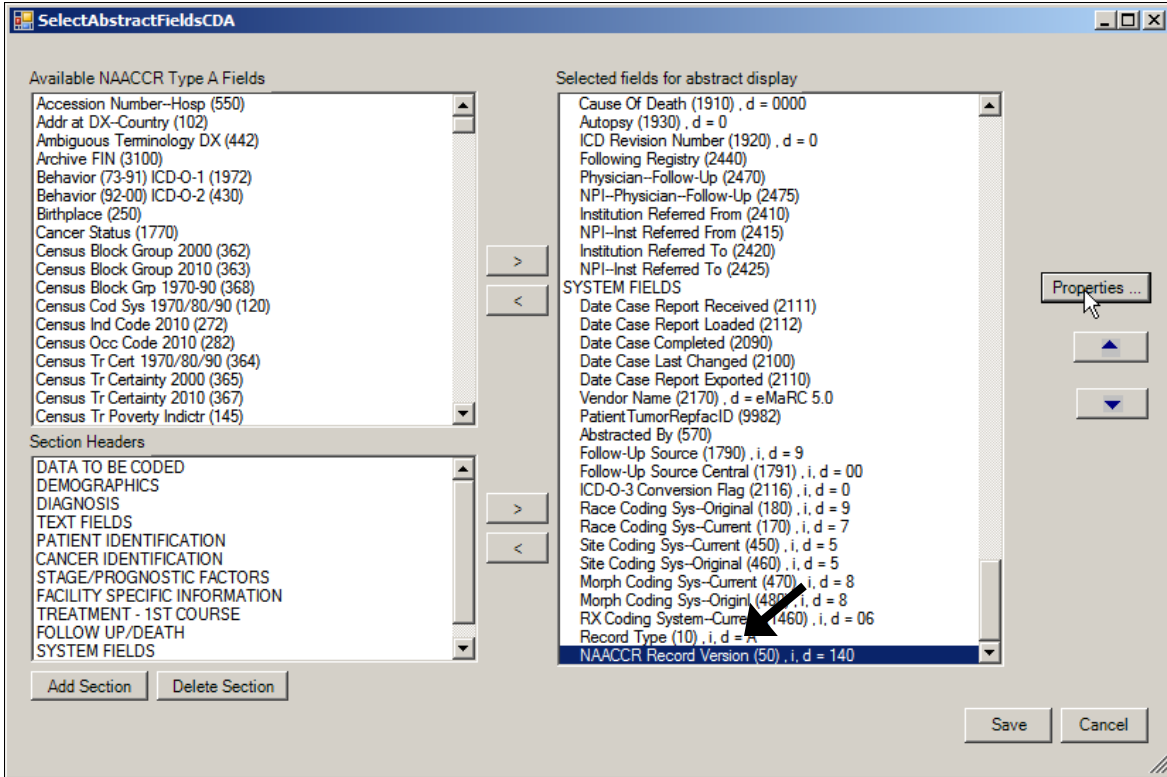 SelectAbstractFieldsCDA
Available NAACCR Type A Fields
Accession Number--Hosp (550)
Addr at DX--Country (102)
Ambiguous Terminology DX (442)
Archive FIN (3100)
Behavior (73-91) ICD-O-1 (1972)
Behavior (92-00) ICD-O-2 (430)
Birthplace (250)
Cancer Status (1770)
Census Block Group 2000 (362)
Census Block Group 2010 (363)
Census Block Grp 1970-90 (368)
Census Cod Sys 1970/80/90 (120)
Census Ind Code 2010 (272)
Census Occ Code 2010 (282)
Census Tr Cert 1970/80/90 (364)
Census Tr Certainty 2000 (365)
Census Tr Certainty 2010 (367)
Census Tr Poverty Indictr (145)
Section Headers
DATA TO BE CODED
DEMOGRAPHICS
DIAGNOSIS
TEXT FIELDS
PATIENT IDENTIFICATION
CANCER IDENTIFICATION
STAGE/PROGNOSTIC FACTORS
FACILITY SPECIFIC INFORMATION
TREATMENT - 1ST COURSE
FOLLOW UP/DEATH
SYSTEM FIELDS
Add Section
Delete Section
>
<
>
<
Selected fields for abstract display
Cause Of Death (1910) , d = 0000
Autopsy (1930) , d = 0
ICD Revision Number (1920) , d = 0
Following Registry (2440)
Physician--Follow-Up (2470)
NPI--Physician--Follow-Up (2475)
Institution Referred From (2410)
NPI--Inst Referred From (2415)
Institution Referred To (2420)
NPI--Inst Referred To (2425)
SYSTEM FIELDS
Date Case Report Received (2111)
Date Case Report Loaded (2112)
Date Case Completed (2090)
Date Case Last Changed (2100)
Date Case Report Exported (2110)
Vendor Name (2170) , d = eMaRC 5.0
PatientTumorRepfacID (9982)
Abstracted By (570)
Follow-Up Source (1790) , i, d = 9
Follow-Up Source Central (1791) , i, d = 00
ICD-O-3 Conversion Flag (2116) , i, d = 0
Race Coding Sys--Original (180) , i, d = 9
Race Coding Sys--Current (170) , i, d = 7
Site Coding Sys--Current (450) , i, d = 5
Site Coding Sys--Original (460) , i, d = 5
Morph Coding Sys--Current (470) , i, d = 8
Morph Coding Sys--Originl (480) , i, d = 8
RX Coding System--Current (1460) , i, d = 06
Record Type (10) , i, d = A
NAACCR Record Version (50) , i, d = 140
Properties ...
Save
Cancel